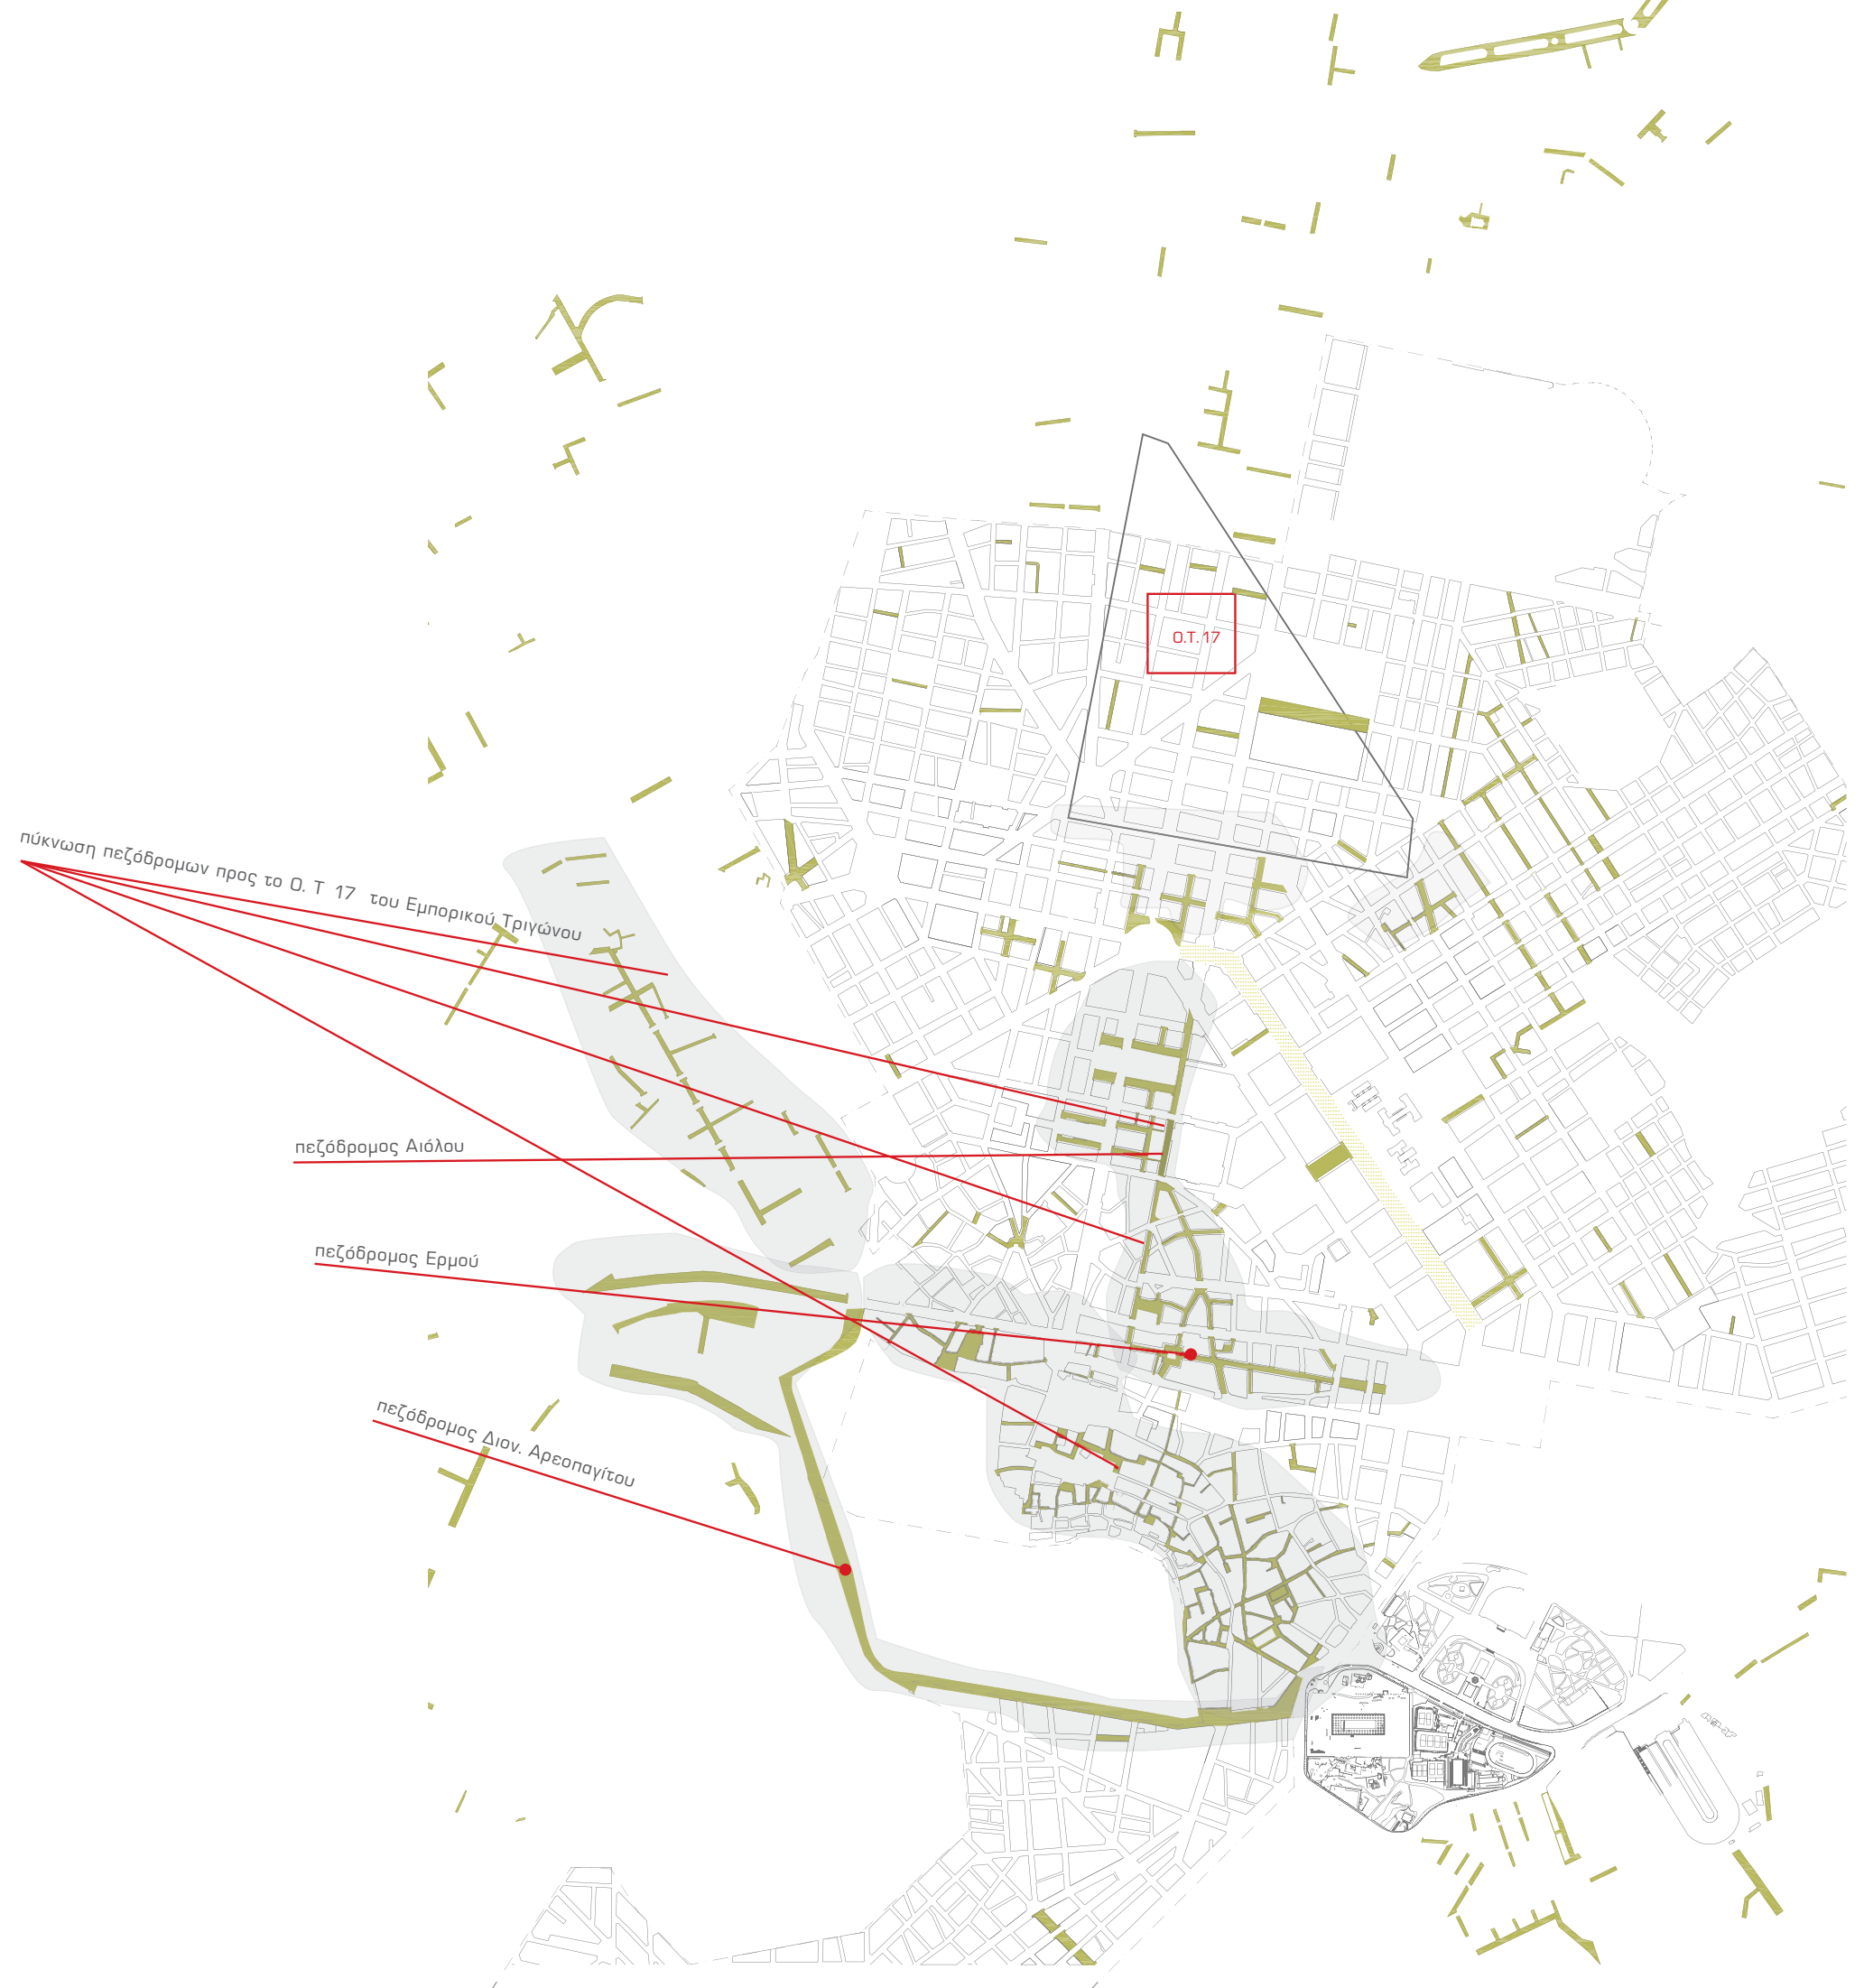 Ο.Τ. 17
πύκνωση πεζόδρομων προς το Ο. Τ 17 του Εμπορικού Τριγώνου
πεζόδρομος Αιόλου
πεζόδρομος Ερμού
πεζόδρομος Διον. Αρεοπαγίτου